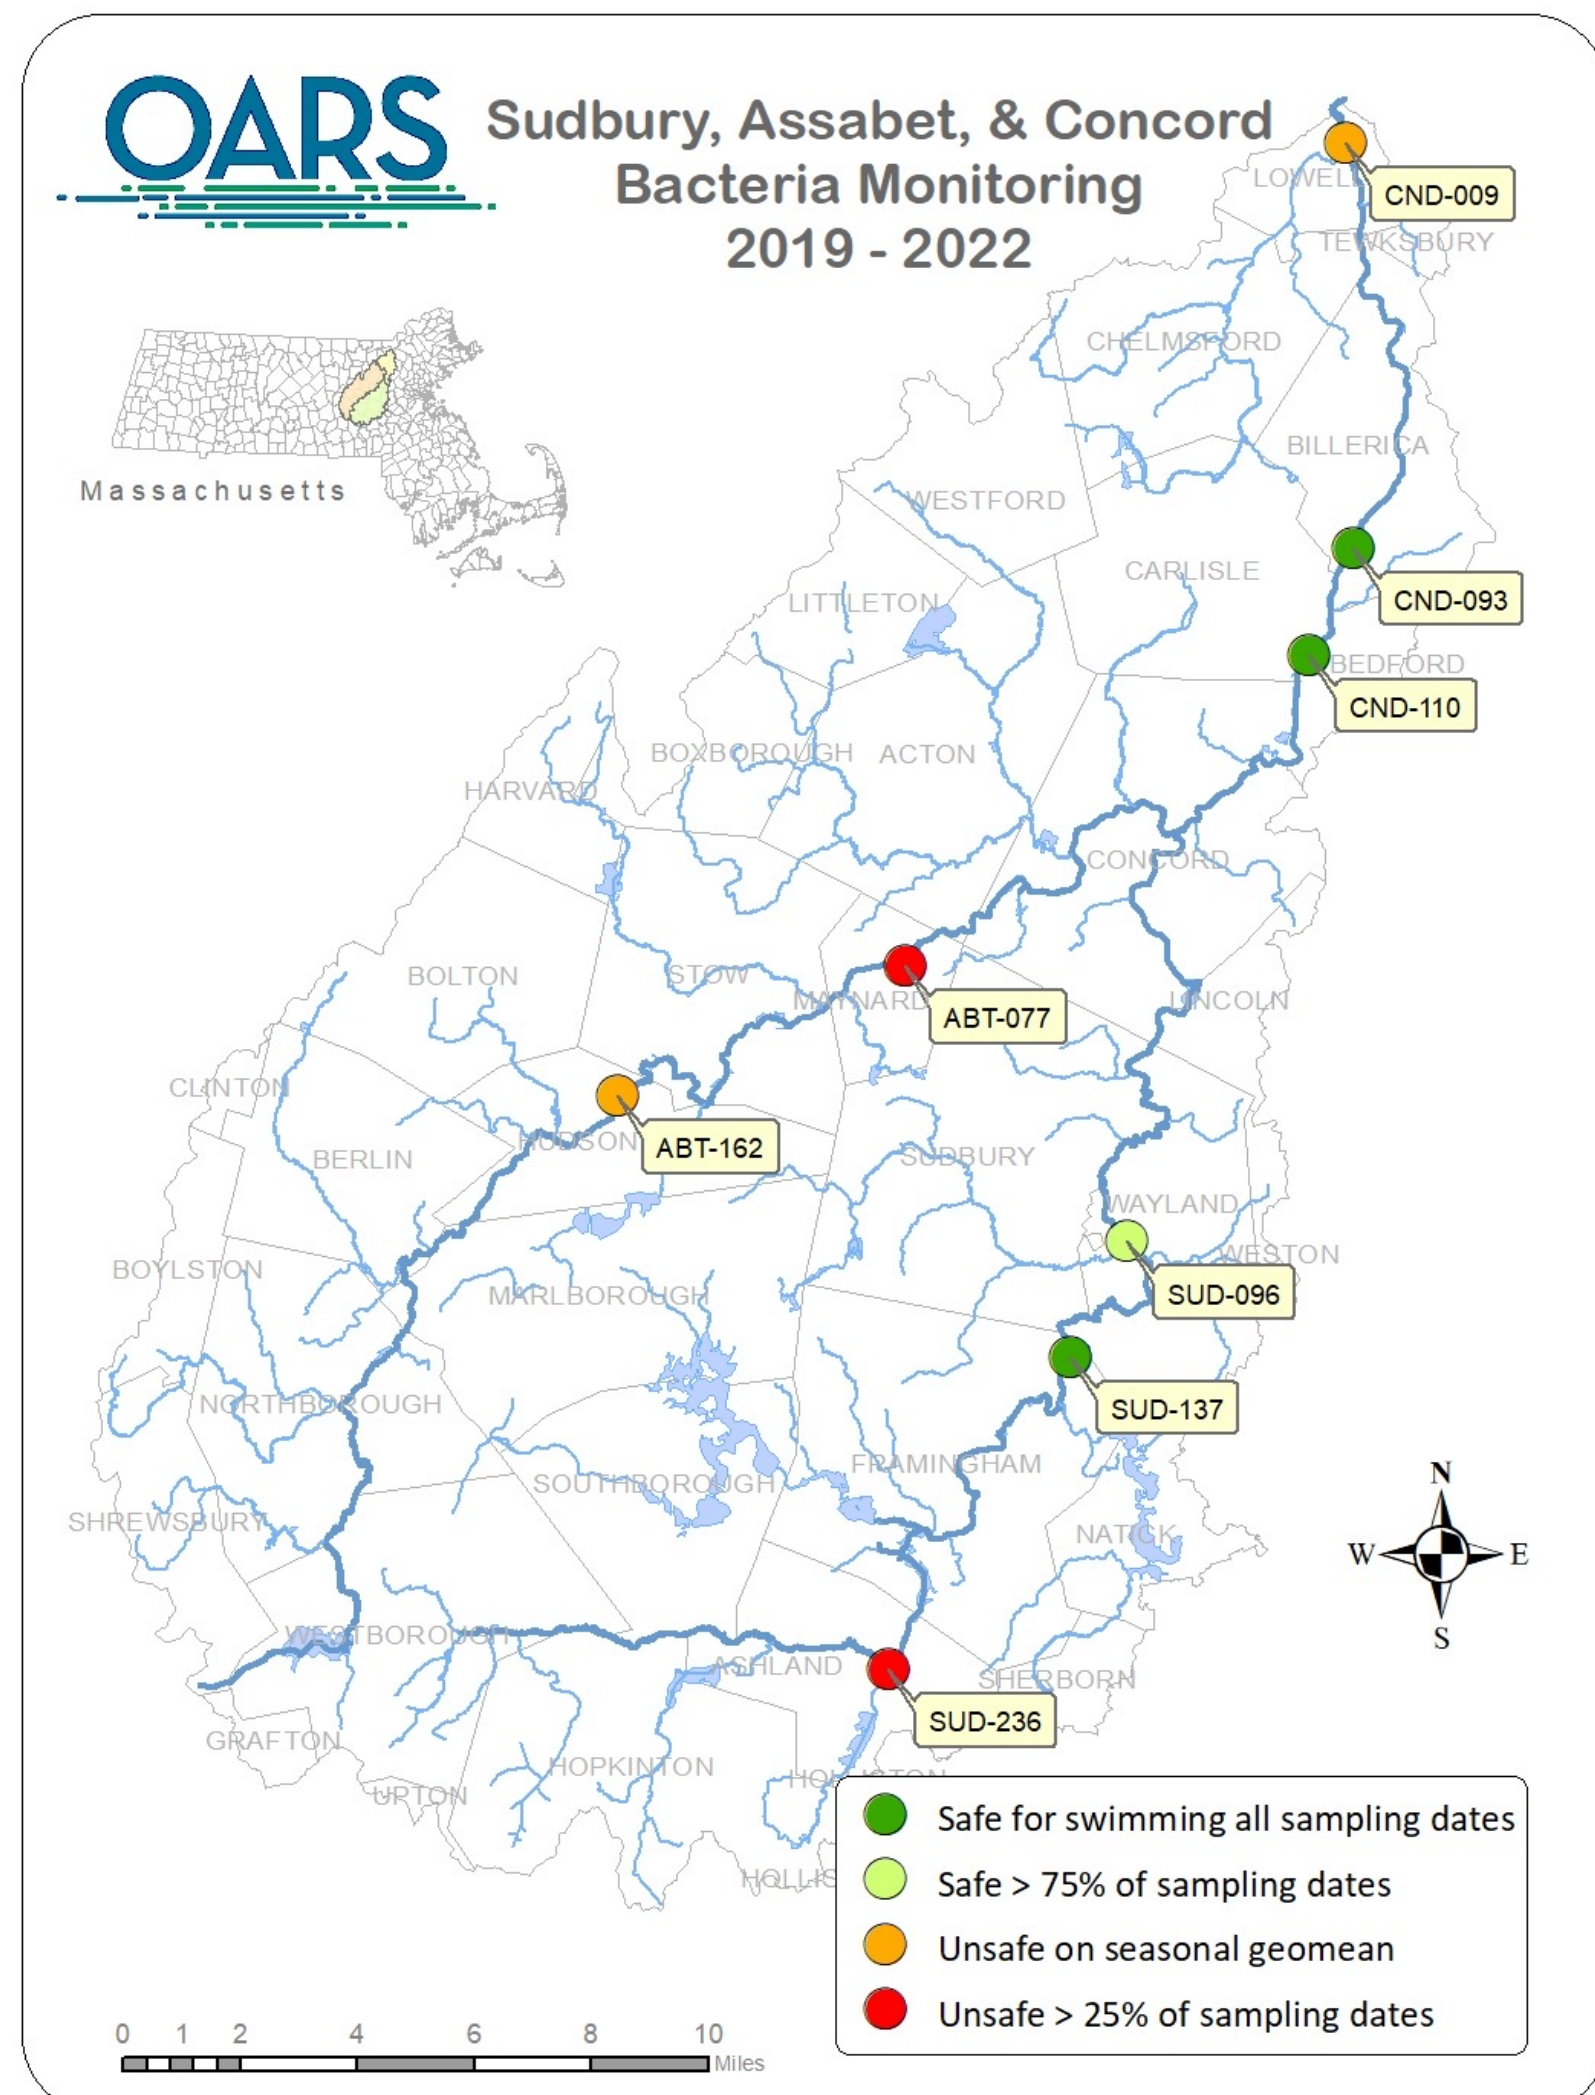 OARS
Sudbury, Assabet, & Concord
Bacteria Monitoring
2019 - 2022
LOWELL
CND-009
TEWKSBURY
CHELMSFORD
BILLERICA
Massachusetts
WESTFORD
CARLISLE
LITTLETON
CND-093
BEDFORD
CND-110
BOXBOROUGH
ACTON
HARVARD
CONCORD
BOLTON
STOW
MAYNARD
LINCOLN
ABT-077
CLINTON
HUDSON
ABT-162
BERLIN
SUDBURY
WAYLAND
WESTON
BOYLSTON
MARLBOROUGH
SUD-096
NORTHBOROUGH
SUD-137
FRAMINGHAM
SOUTHBOROUGH
SHREWSBURY
NATICK
N
W
E
S
WESTBOROUGH
ASHLAND
SHERBORN
SUD-236
GRAFTON
HOPKINTON
HOLLISTON
UPTON
HOLLIS
Safe for swimming all sampling dates
Safe > 75% of sampling dates
Unsafe on seasonal geomean
Unsafe > 25% of sampling dates
0 1 2 4 6 8 10
Miles